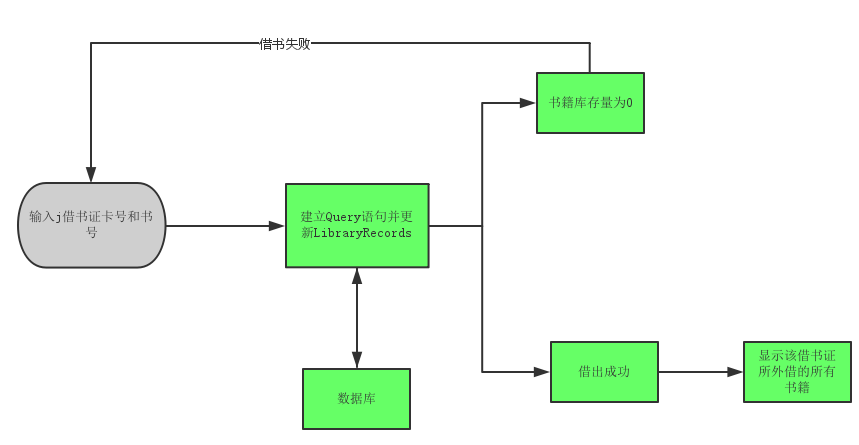 借书失败
书籍库存量为0
输入j借书证卡号和书
号
建立Query语句并更
新LibraryRecords
数据库
借出成功
显示该借书证
所外借的所有
书籍